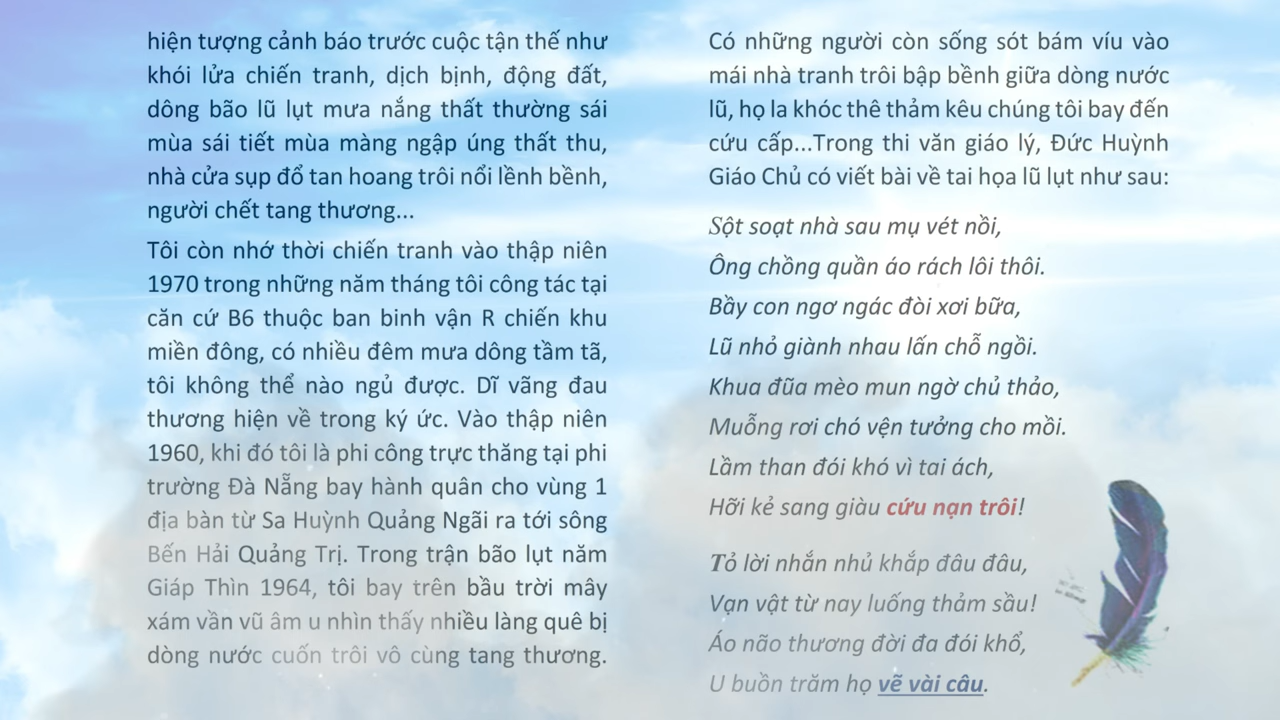 hiện tượng cảnh báo trước cuộc tận thế như
khói lửa chiến tranh, dịch bịnh, động đất,
dông bão lũ lụt mưa nắng thất thường sái
mùa sái tiết mùa màng ngập úng thất thu,
nhà cửa sụp đổ tan hoang trôi nổi lềnh bềnh,
người chết tang thương...
Tôi còn nhớ thời chiến tranh vào thập niên
1970 trong những năm tháng tôi công tác tại
căn cứ B6 thuộc ban binh vận R chiến khu
miền đông, có nhiều đêm mưa dông tầm tã,
tôi không thể nào ngủ được. Dĩ vãng đau
thương hiện về trong ký ức. Vào thập niên
1960, khi đó tôi là phi công trực thăng tại phi
trường Đà Nẵng bay hành quân cho vùng 1
địa bàn từ Sa Huỳnh Quảng Ngãi ra tới sông
Bến Hải Quảng Trị. Trong trận bão lụt năm
Giáp Thìn 1964, tôi bay trên bầu trời mây
xám vần vũ âm u nhìn thấy nhiều làng quê bị
dòng nước cuốn trôi vô cùng tang thương.
Có những người còn sống sót bám víu vào
mái nhà tranh trôi bập bềnh giữa dòng nước
lũ, họ la khóc thê thảm kêu chúng tôi bay đến
cứu cấp...Trong thi văn giáo lý, Đức Huỳnh
Giáo Chủ có viết bài về tai họa lũ lụt như sau:
Sột soạt nhà sau mụ vét nồi,
Ông chồng quần áo rách lôi thôi.
Bầy con ngơ ngác đòi xơi bữa,
Lũ nhỏ giành nhau lấn chỗ ngồi.
Khua đũa mèo mun ngờ chủ thảo,
Muỗng rơi chó vện tưởng cho mồi.
Lầm than đói khó vì tai ách,
Hỡi kẻ sang giàu cứu nạn trôi!
Tỏ lời nhắn nhủ khắp đâu đâu,
Vạn vật từ nay luống thảm sầu!
Áo não thương đời đa đói khổ,
U buồn trăm họ vẽ vài câu.